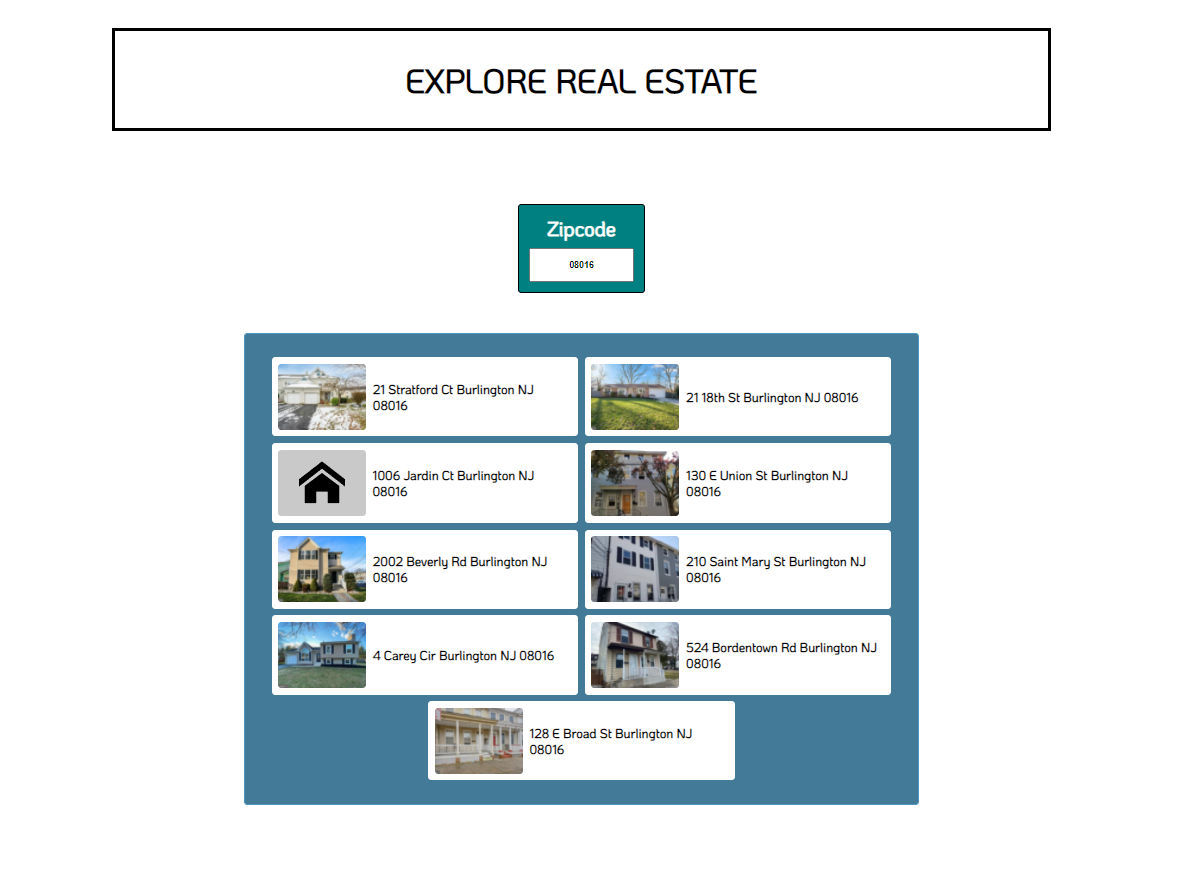 EXPLORE REAL ESTATE
Zipcode
08016
21 Stratford Ct Burlington NJ
08016
21 18th St Burlington NJ 08016
1006 Jardin Ct Burlington NJ
08016
130 E Union St Burlington NJ
08016
2002 Beverly Rd Burlington NJ
08016
210 Saint Mary St Burlington NJ
08016
4 Carey Cir Burlington NJ 08016
524 Bordentown Rd Burlington NJ
08016
128 E Broad St Burlington NJ
08016